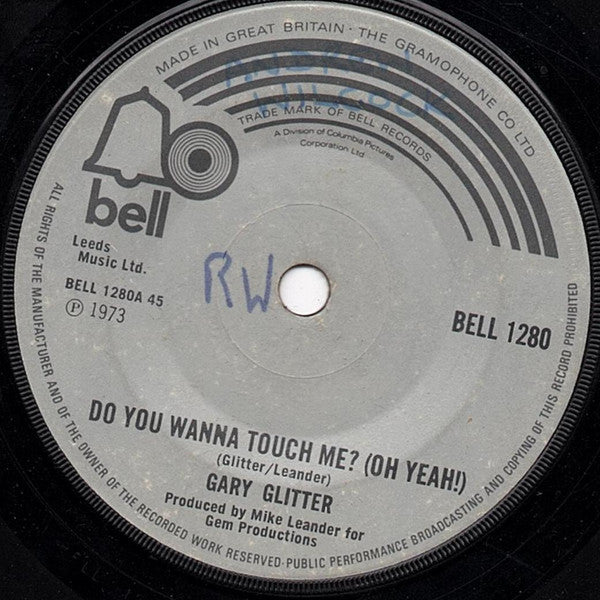 MADE IN GREAT BRITAIN · THE GRAMOPHONE CO LTD
ANDREW
WILCOCK
TRADE MARK OF BELL RECORDS
A Division of Columbia Pictures
Corporation Ltd
bell
Leeds
Music Ltd.
BELL 1280A 45
Ⓟ 1973
RW
BELL 1280
DO YOU WANNA TOUCH ME? (OH YEAH!)
(Glitter/Leander)
GARY GLITTER
Produced by Mike Leander for
Gem Productions
ALL RIGHTS OF THE MANUFACTURER AND OF THE OWNER OF THE RECORDED WORK RESERVED·PUBLIC PERFORMANCE BROADCASTING AND COPYING OF THIS RECORD PROHIBITED